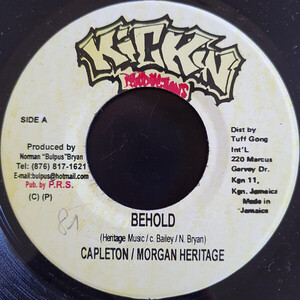 KICKIN
PRODUCTIONS
SIDE A
Produced by
Norman "Bulpus" Bryan
Tel: (876) 817-1621
E-Mail:bulpus@hotmail.com
Pub. by P.R.S.
(C) (P)
Dist by
Tuff Gong
Int'L
220 Marcus
Garvey Dr.
Kgn 11,
Kgn. Jamaica
Made in
Jamaica
81
BEHOLD
(Heritage Music / c. Bailey / N. Bryan)
CAPLETON / MORGAN HERITAGE